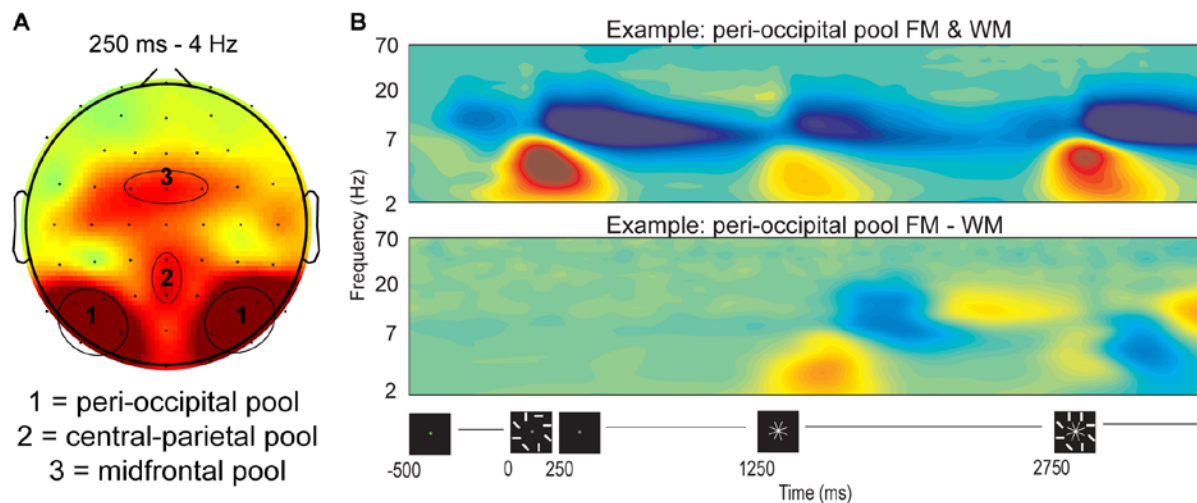 A
250 ms - 4 Hz
3
2
1 1
1 = peri-occipital pool
2 = central-parietal pool
3 = midfrontal pool
B
Example: peri-occipital pool FM & WM
70
20
7
2
Example: peri-occipital pool FM - WM
70
20
7
2
Frequency (Hz)
-500 0 250 1250 2750
Time (ms)